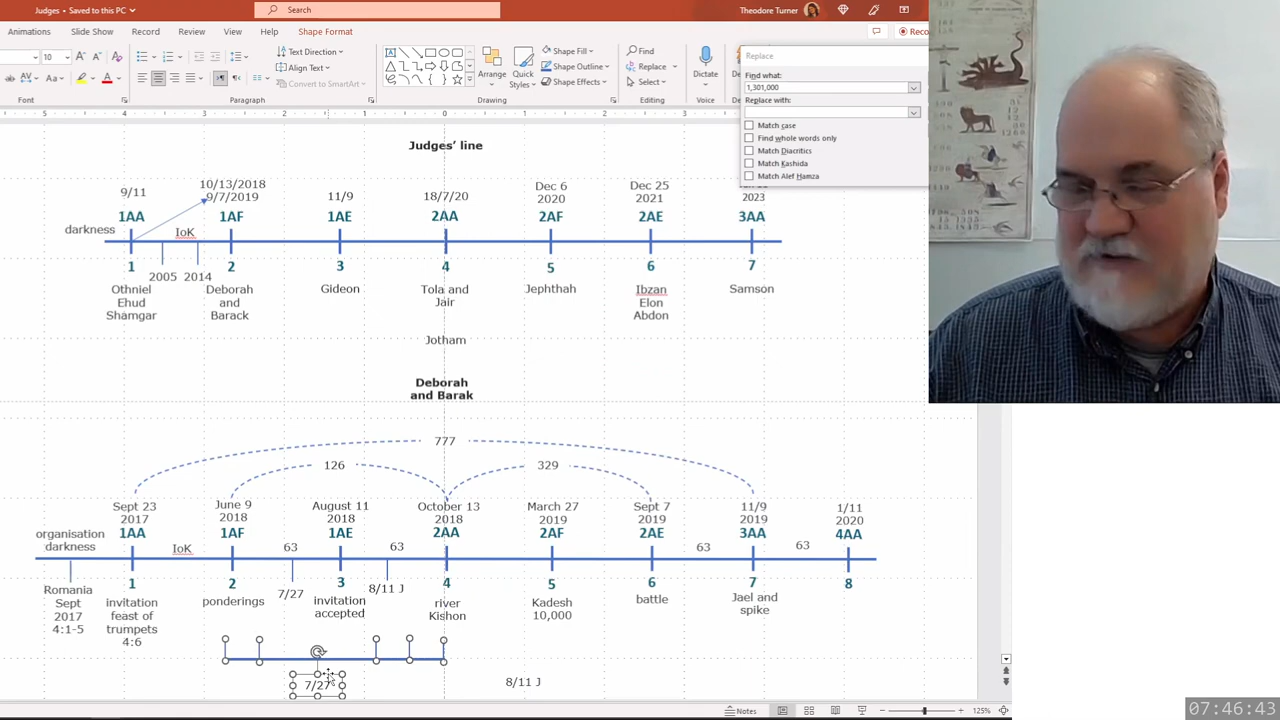 Judges • Saved to this PC
Search
Theodore Turner
Animations Slide Show Record Review View Help Shape Format
10
Text Direction
Align Text
Convert to SmartArt
Arrange
Quick Styles
Shape Fill
Shape Outline
Shape Effects
Find
Replace
Select
Dictate
Font Paragraph Drawing Editing Voice
Replace
Find what:
1,301,000
Replace with:
Match case
Find whole words only
Match Diacritics
Match Kashida
Match Alef Hamza
5 4 3 2 1 0 1 2 3
Judges’ line
9/11
10/13/2018
9/7/2019
11/9
18/7/20
Dec 6
2020
Dec 25
2021
2023
1AA 1AF 1AE 2AA 2AF 2AE 3AA
darkness IoK
1 2 3 4 5 6 7
2005 2014
Othniel
Ehud
Shamgar
Deborah
and
Barack
Gideon
Tola and
Jair
Jephthah
Ibzan
Elon
Abdon
Samson
Jotham
Deborah
and Barak
777
126 329
Sept 23
2017
June 9
2018
August 11
2018
October 13
2018
March 27
2019
Sept 7
2019
11/9
2019
1/11
2020
1AA 1AF 1AE 2AA 2AF 2AE 3AA 4AA
organisation
darkness
IoK 63 63 63 63
1 2 3 4 5 6 7 8
7/27 8/11 J
Romania
Sept
2017
4:1-5
invitation
feast of
trumpets
4:6
ponderings
invitation
accepted
river
Kishon
Kadesh
10,000
battle
Jael and
spike
7/27
8/11 J
Notes
125%
07:46:43